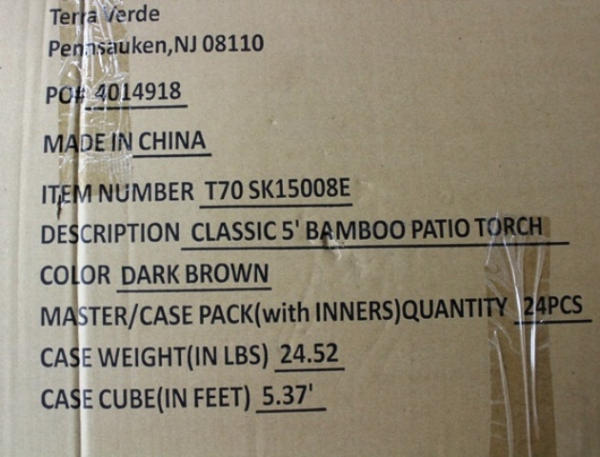 Terra Verde
Pennsauken,NJ 08110
PO# 4014918
MADE IN CHINA
ITEM NUMBER T70 SK15008E
DESCRIPTION CLASSIC 5' BAMBOO PATIO TORCH
COLOR DARK BROWN
MASTER/CASE PACK(with INNERS)QUANTITY 24PCS
CASE WEIGHT(IN LBS) 24.52
CASE CUBE(IN FEET) 5.37'